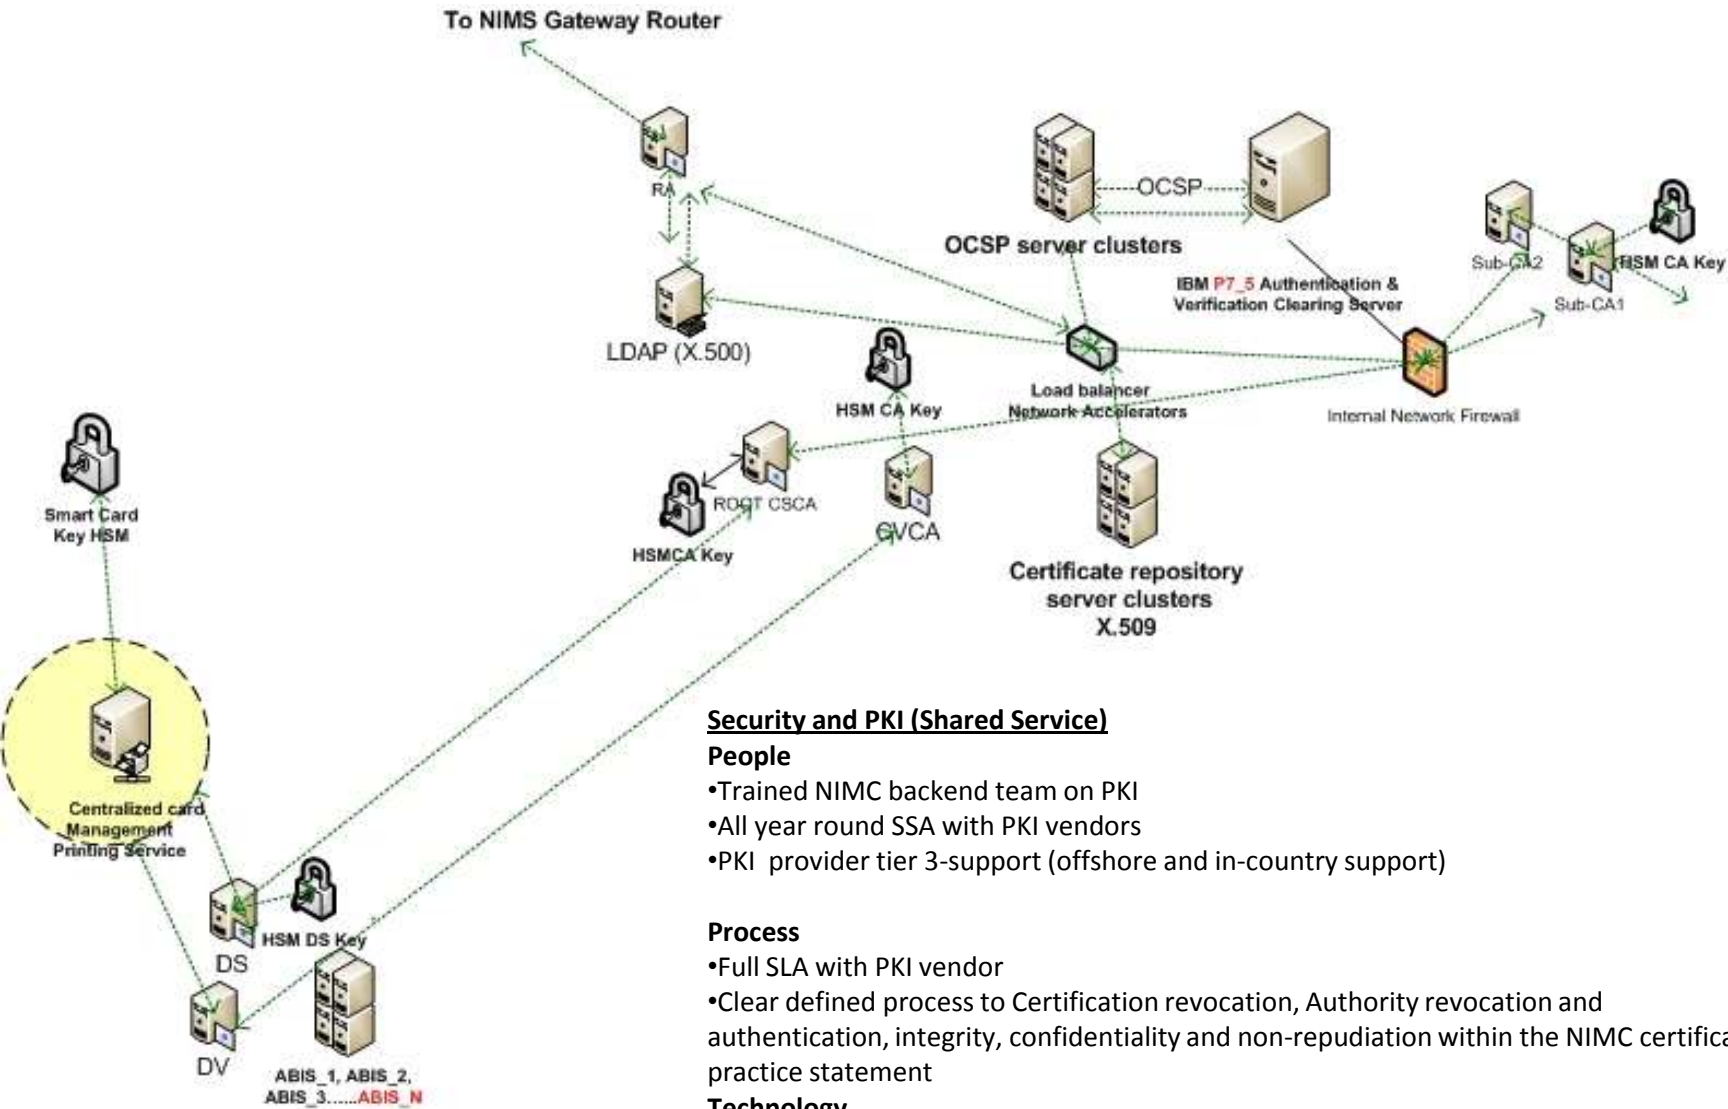 To NIMS Gateway Router
RA
OCSP
OCSP server clusters
Sub-CA2
HSM CA Key
Sub-CA1
IBM P7_5 Authentication &
Verification Clearing Server
LDAP (X.500)
HSM CA Key
Load balancer
Network Accelerators
Internal Network Firewall
Smart Card
Key HSM
ROOT CSCA
HSMCA Key
CVCA
Certificate repository
server clusters
X.509
Centralized card
Management
Printing Service
HSM DS Key
DS
DV
ABIS_1, ABIS_2,
ABIS_3......ABIS_N
Security and PKI (Shared Service)
People
•Trained NIMC backend team on PKI
•All year round SSA with PKI vendors
•PKI  provider tier 3-support (offshore and in-country support)
Process
•Full SLA with PKI vendor
•Clear defined process to Certification revocation, Authority revocation and
authentication, integrity, confidentiality and non-repudiation within the NIMC certifica
practice statement
Technology